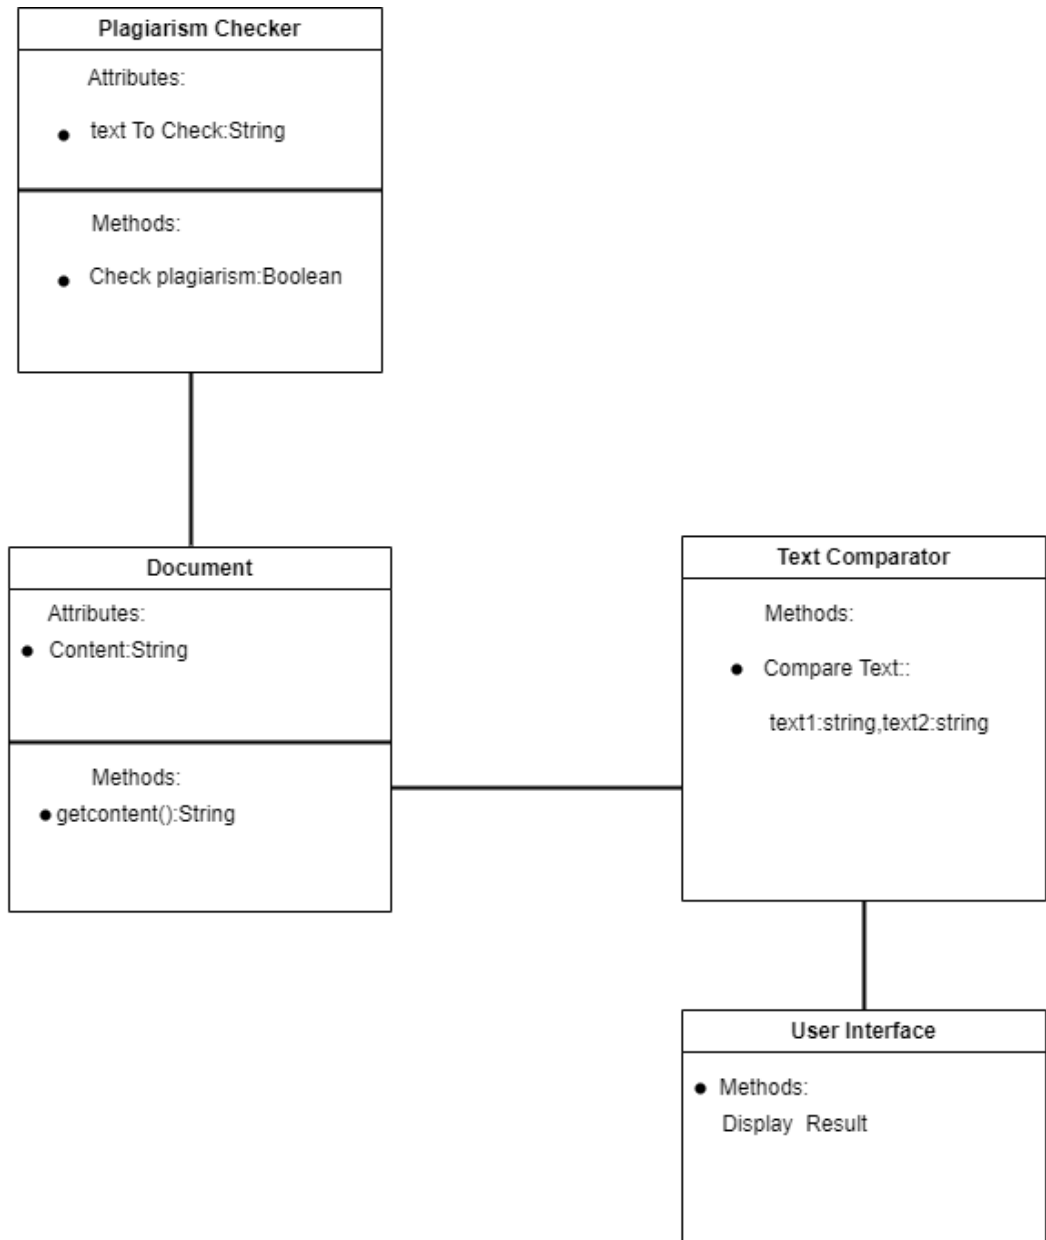 Plagiarism Checker
Attributes:
text To Check:String
Methods:
Check plagiarism:Boolean
Document
Attributes:
Content:String
Methods:
getcontent():String
Text Comparator
Methods:
Compare Text::
text1:string,text2:string
User Interface
Methods:
Display Result